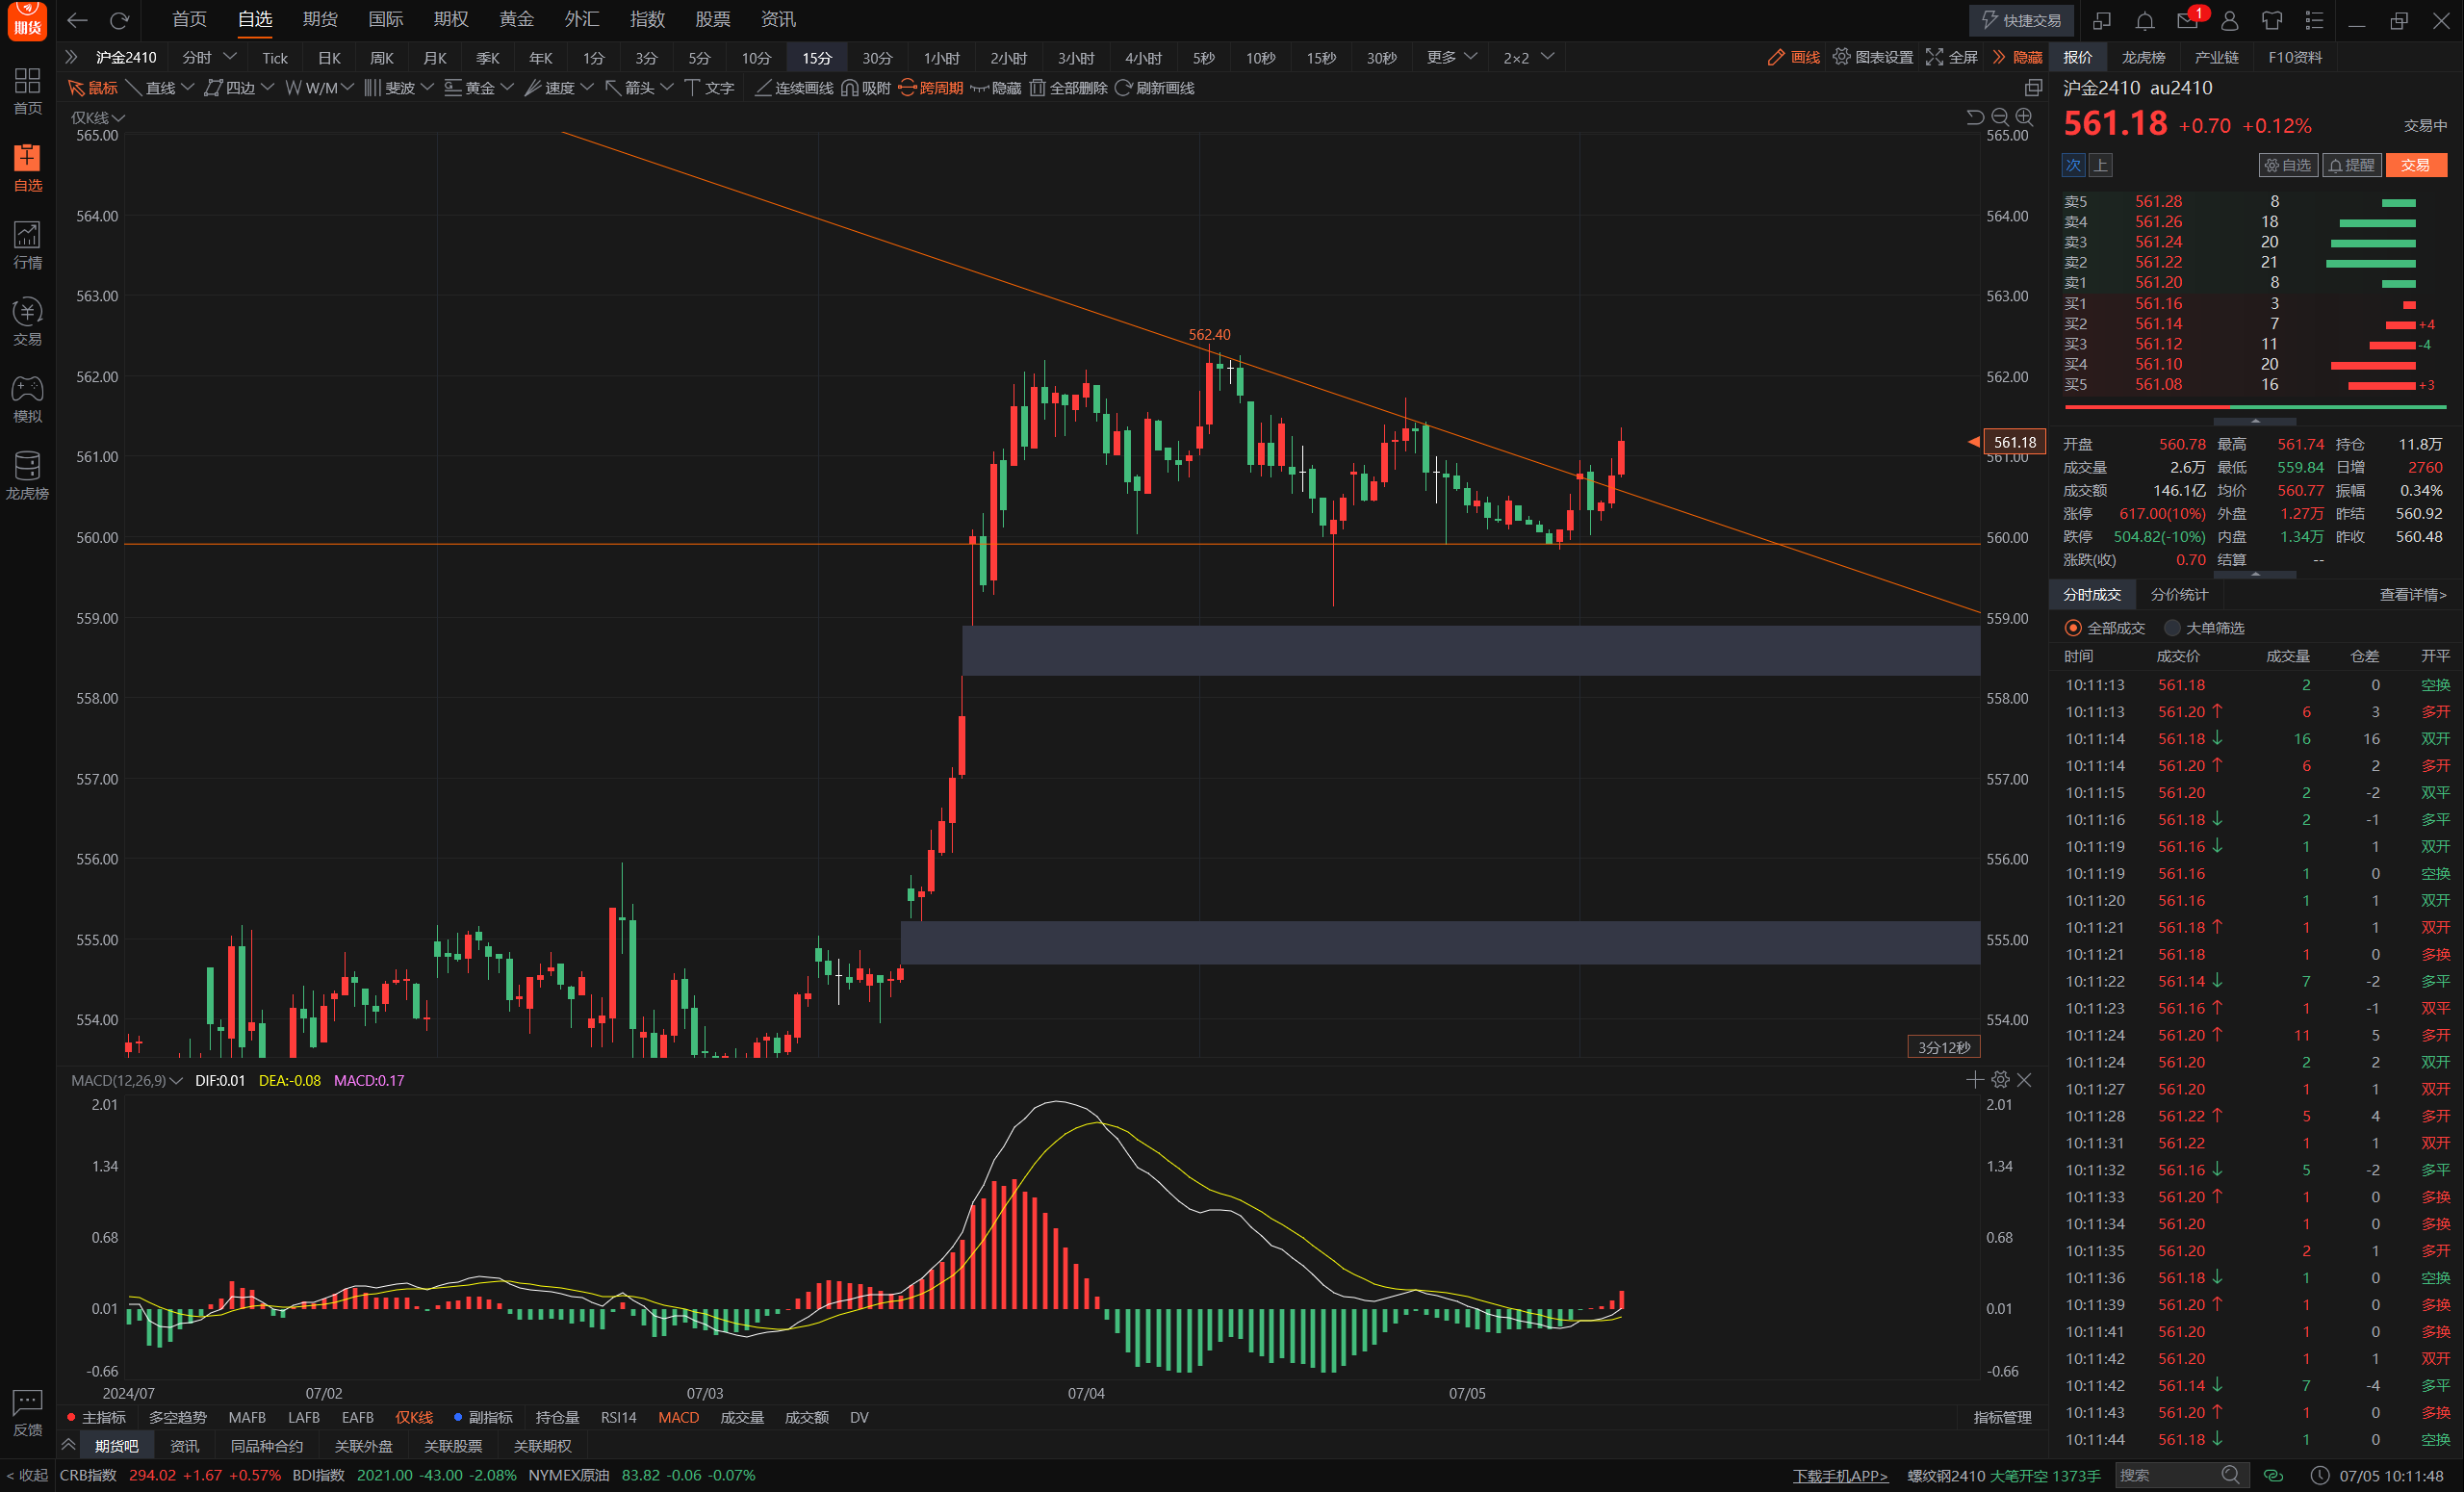 期货 首页 自选 期货 国际 期权 黄金 外汇 指数 股票 资讯 快捷交易 1
沪金2410 分时 Tick 日K 周K 月K 季K 年K 1分 3分 5分 10分 15分 30分 1小时 2小时 3小时 4小时 5秒 10秒 15秒 30秒 更多 2×2 画线 图表设置 全屏 隐藏 报价 龙虎榜 产业链 F10资料
鼠标 直线 四边 W/M 斐波 黄金 速度 箭头 文字 连续画线 吸附 跨周期 隐藏 全部删除 刷新画线
首页
自选
行情
交易
模拟
龙虎榜
反馈
仅K线
565.00 565.00
564.00 564.00
563.00 563.00
562.40
562.00 562.00
561.18
561.00 561.00
560.00 560.00
559.00 559.00
558.00 558.00
557.00 557.00
556.00 556.00
555.00 555.00
554.00 554.00
3分12秒
MACD(12,26,9) DIF:0.01 DEA:-0.08 MACD:0.17
2.01 2.01
1.34 1.34
0.68 0.68
0.01 0.01
-0.66 -0.66
2024/07 07/02 07/03 07/04 07/05
主指标 多空趋势 MAFB LAFB EAFB 仅K线 副指标 持仓量 RSI14 MACD 成交量 成交额 DV 指标管理
期货吧 资讯 同品种合约 关联外盘 关联股票 关联期权
沪金2410 au2410
561.18 +0.70 +0.12% 交易中
次 上 自选 提醒 交易
卖5 561.28 8
卖4 561.26 18
卖3 561.24 20
卖2 561.22 21
卖1 561.20 8
买1 561.16 3
买2 561.14 7 +4
买3 561.12 11 -4
买4 561.10 20
买5 561.08 16 +3
开盘 560.78 最高 561.74 持仓 11.8万
成交量 2.6万 最低 559.84 日增 2760
成交额 146.1亿 均价 560.77 振幅 0.34%
涨停 617.00(10%) 外盘 1.27万 昨结 560.92
跌停 504.82(-10%) 内盘 1.34万 昨收 560.48
涨跌(收) 0.70 结算 --
分时成交 分价统计 查看详情>
全部成交 大单筛选
时间 成交价 成交量 仓差 开平
10:11:13 561.18 2 0 空换
10:11:13 561.20↑ 6 3 多开
10:11:14 561.18↓ 16 16 双开
10:11:14 561.20↑ 6 2 多开
10:11:15 561.20 2 -2 双平
10:11:16 561.18↓ 2 -1 多平
10:11:19 561.16↓ 1 1 双开
10:11:19 561.16 1 0 空换
10:11:20 561.16 1 1 双开
10:11:21 561.18↑ 1 1 双开
10:11:21 561.18 1 0 多换
10:11:22 561.14↓ 7 -2 多平
10:11:23 561.16↑ 1 -1 双平
10:11:24 561.20↑ 11 5 多开
10:11:24 561.20 2 2 双开
10:11:27 561.20 1 1 双开
10:11:28 561.22↑ 5 4 多开
10:11:31 561.22 1 1 双开
10:11:32 561.16↓ 5 -2 多平
10:11:33 561.20↑ 1 0 多换
10:11:34 561.20 1 0 多换
10:11:35 561.20 2 1 多开
10:11:36 561.18↓ 1 0 空换
10:11:39 561.20↑ 1 0 多换
10:11:41 561.20 1 0 多换
10:11:42 561.20 1 1 双开
10:11:42 561.14↓ 7 -4 多平
10:11:43 561.20↑ 1 0 多换
10:11:44 561.18↓ 1 0 空换
< 收起 CRB指数 294.02 +1.67 +0.57% BDI指数 2021.00 -43.00 -2.08% NYMEX原油 83.82 -0.06 -0.07% 下载手机APP> 螺纹钢2410 大笔开空 1373手 搜索 07/05 10:11:48